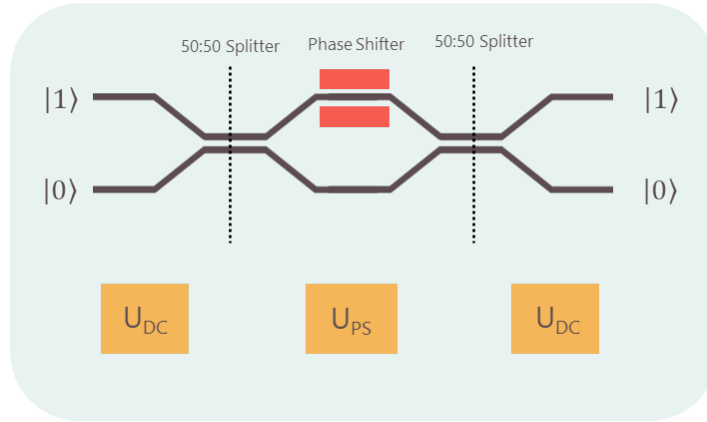 50:50 Splitter Phase Shifter 50:50 Splitter
|1⟩ |1⟩
|0⟩ |0⟩
U_DC U_PS U_DC